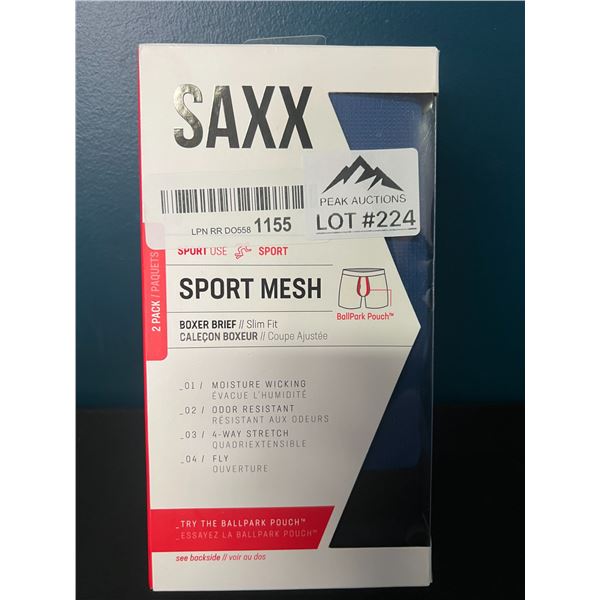 SAXX
PEAK AUCTIONS
LOT #224
LPN RR DO558 1155
SPORT USE SPORT
2 PACK / PAQUETS
SPORT MESH
BallPark Pouch™
BOXER BRIEF // Slim Fit
CALEÇON BOXEUR // Coupe Ajustée
_01 / MOISTURE WICKING
ÉVACUE L'HUMIDITÉ
_02 / ODOR RESISTANT
RÉSISTANT AUX ODEURS
_03 / 4-WAY STRETCH
QUADRIEXTENSIBLE
_04 / FLY
OUVERTURE
_TRY THE BALLPARK POUCH™
_ESSAYEZ LA BALLPARK POUCH™
see backside // voir au dos